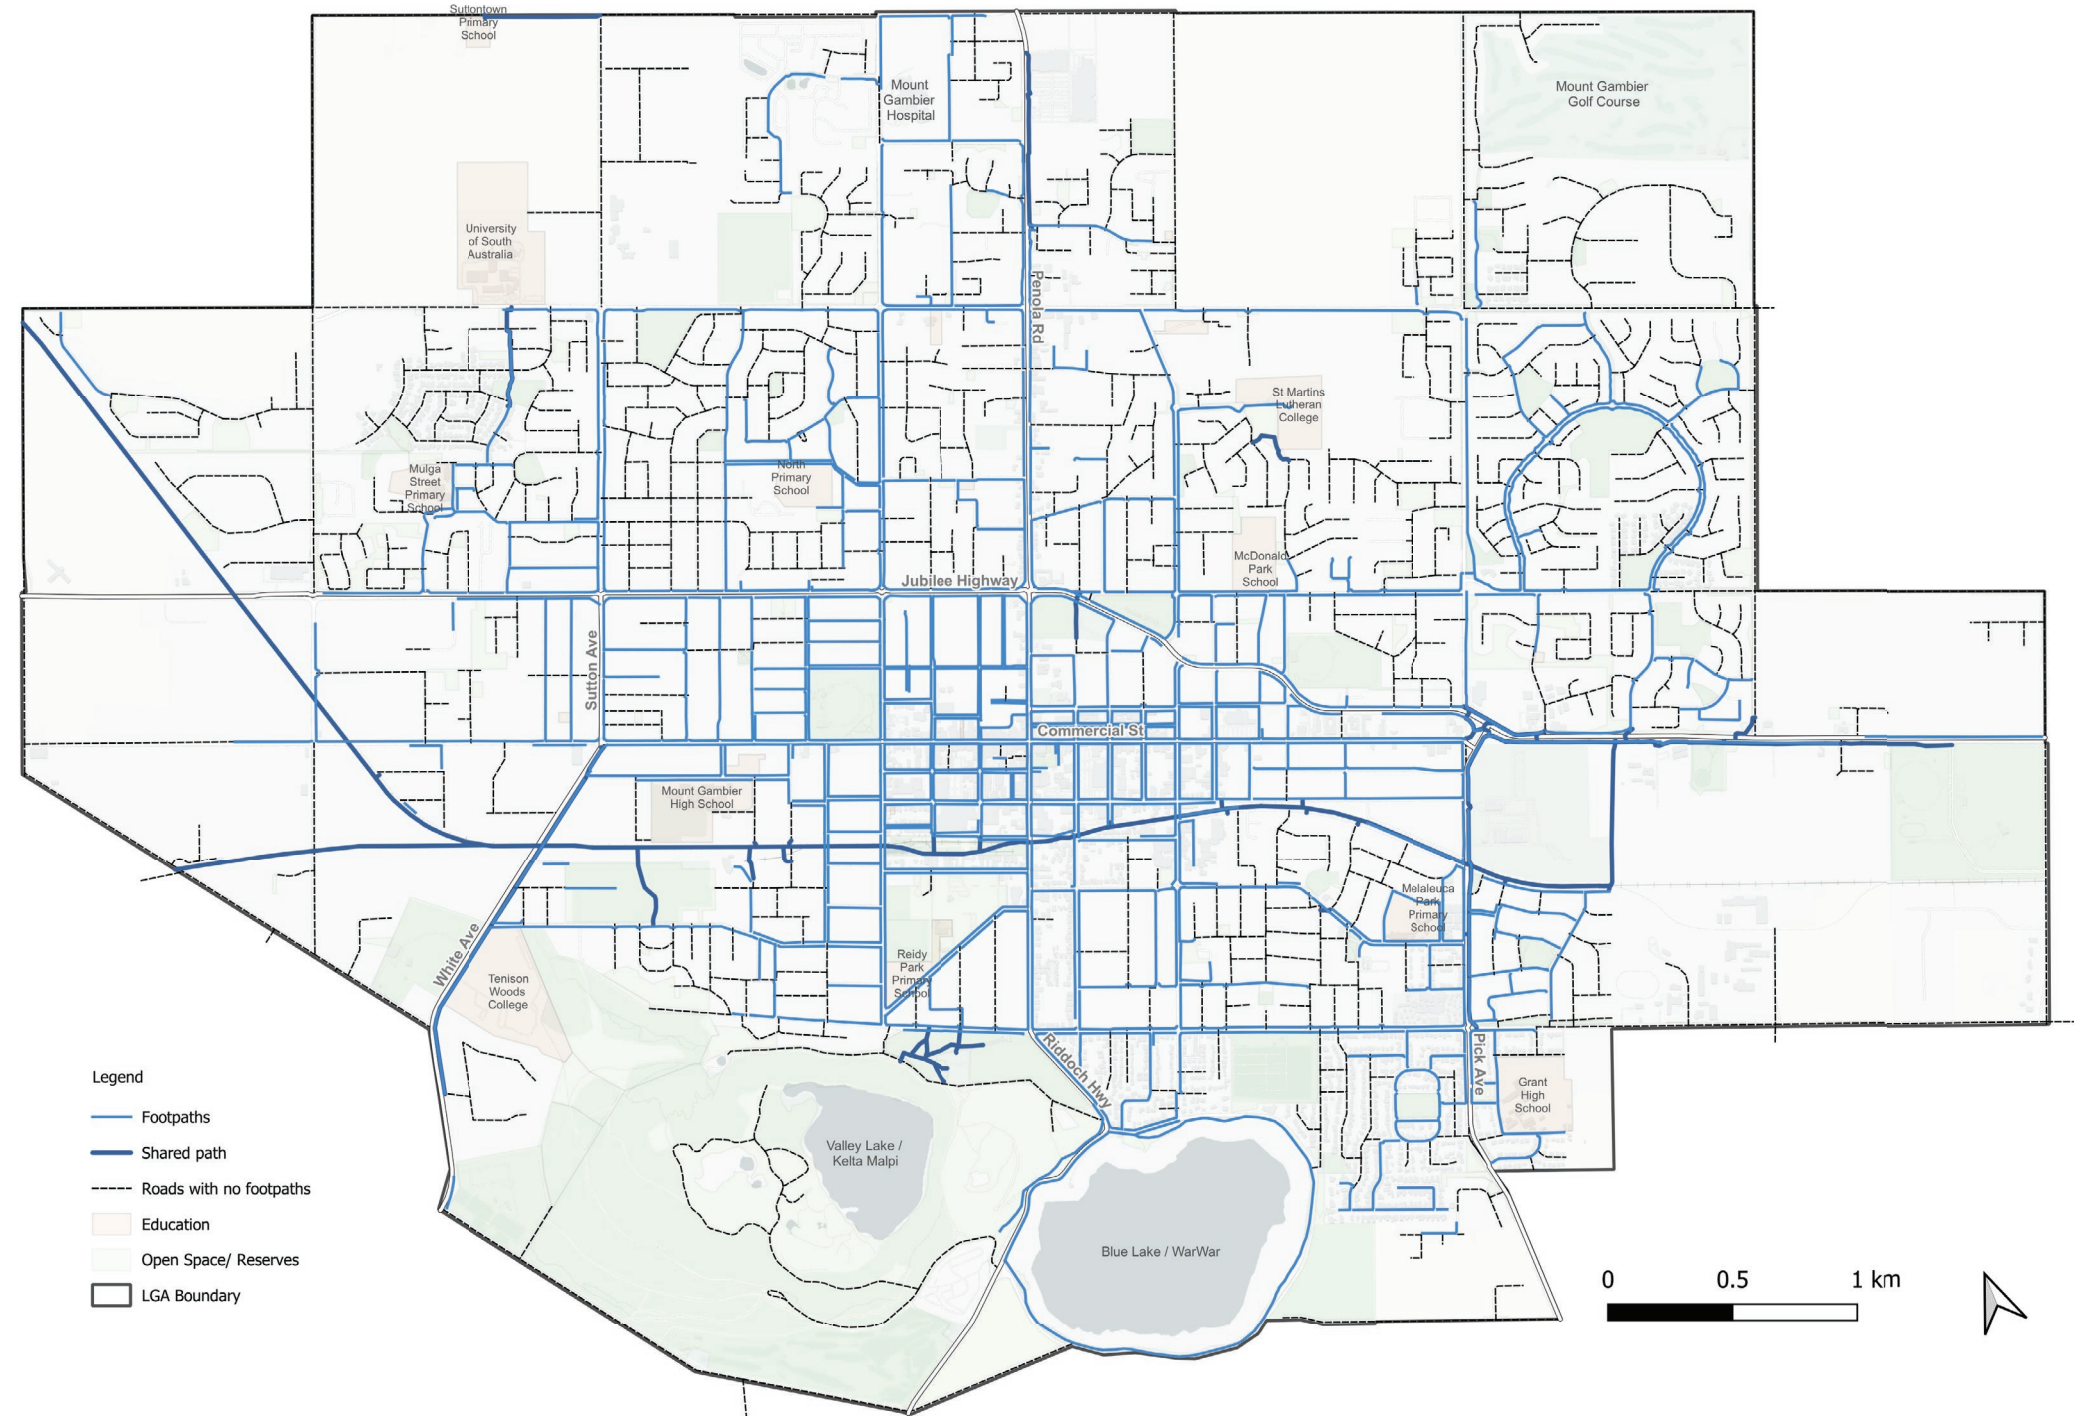 Suttontown
Primary
School
Mount
Gambier
Hospital
Mount Gambier
Golf Course
University
of South
Australia
Penola Rd
St Martins
Lutheran
College
Mulga
Street
Primary
School
North
Primary
School
McDonald
Park
School
Jubilee Highway
Sutton Ave
Commercial St
Mount Gambier
High School
Melaleuca
Park
Primary
School
White Ave
Reidy
Park
Primary
School
Tenison
Woods
College
Riddoch Hwy
Pick Ave
Grant
High
School
Valley Lake /
Kelta Malpi
Blue Lake / WarWar
Legend
Footpaths
Shared path
Roads with no footpaths
Education
Open Space/ Reserves
LGA Boundary
0 0.5 1 km